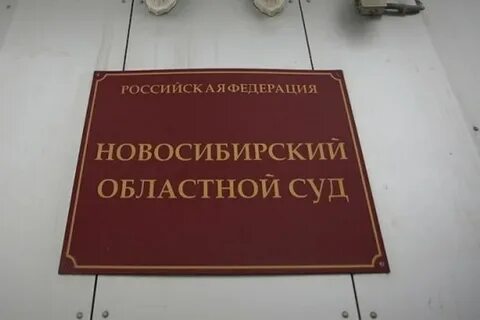 РОССИЙСКАЯ ФЕДЕРАЦИЯ
НОВОСИБИРСКИЙ
ОБЛАСТНОЙ СУД